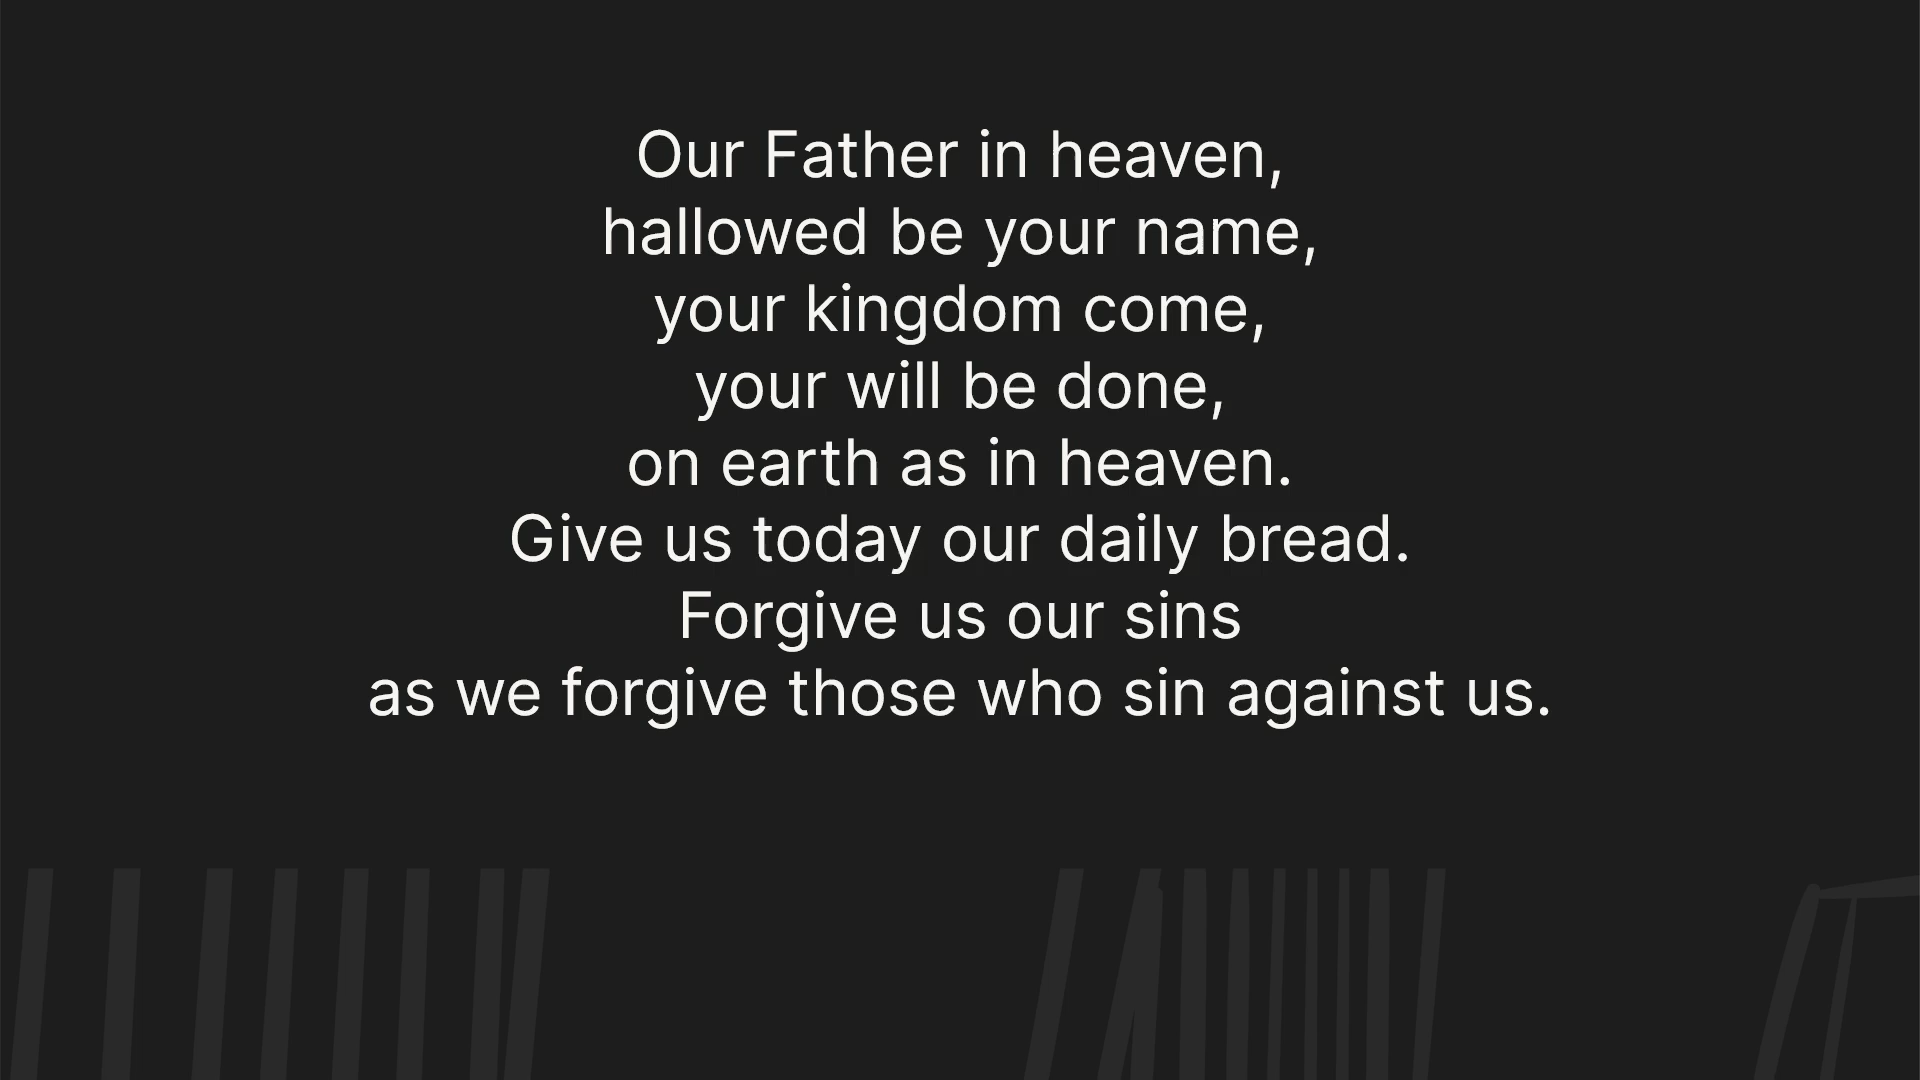 Our Father in heaven,
hallowed be your name,
your kingdom come,
your will be done,
on earth as in heaven.
Give us today our daily bread.
Forgive us our sins
as we forgive those who sin against us.